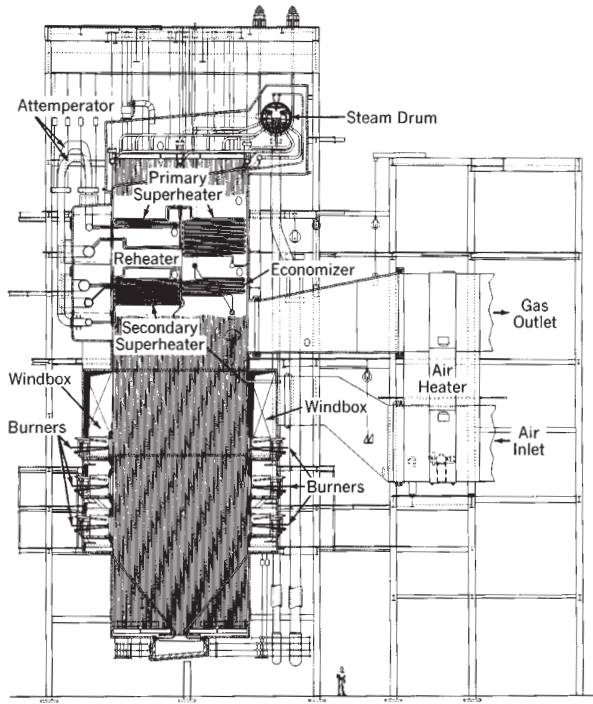 Attemperator
Steam Drum
Primary
Superheater
Reheater
Economizer
Gas
Outlet
Secondary
Superheater
Air
Heater
Windbox
Windbox
Burners
Air
Inlet
Burners